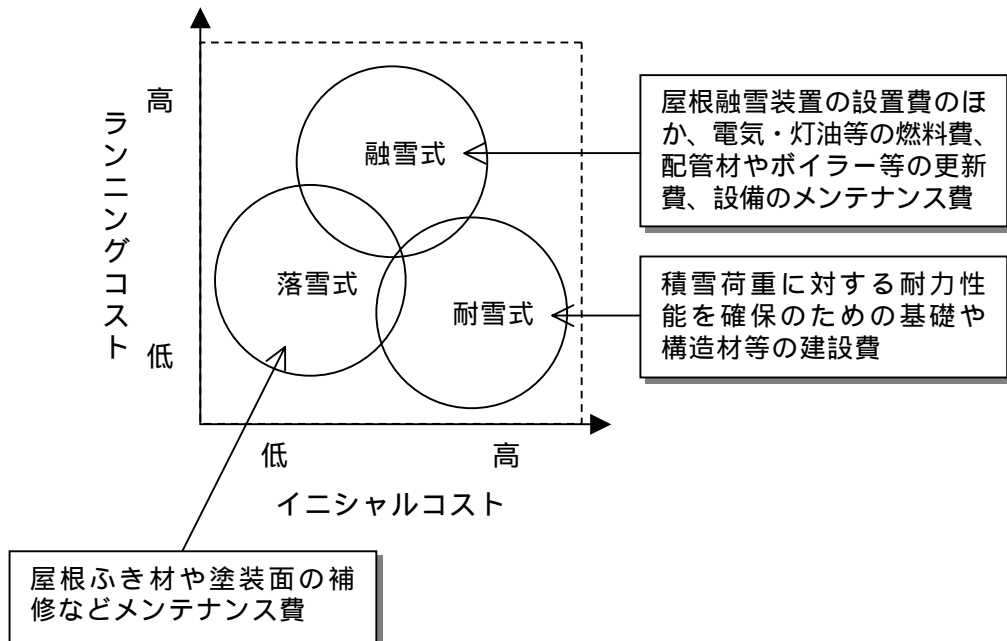 高
ランニングコスト
低
融雪式
落雪式
耐雪式
低
高
イニシャルコスト
屋根融雪装置の設置費のほ
か、電気・灯油等の燃料費、
配管材やボイラー等の更新
費、設備のメンテナンス費
積雪荷重に対する耐力性
能を確保のための基礎や
構造材等の建設費
屋根ふき材や塗装面の補
修などメンテナンス費